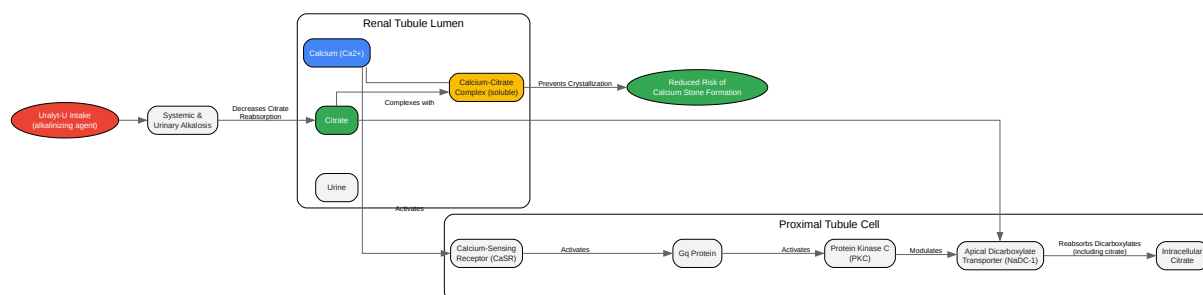 Renal Tubule Lumen
Calcium (Ca2+)
Calcium-Citrate
Complex (soluble)
Prevents Crystallization
Reduced Risk of
Calcium Stone Formation
Uralyt-U Intake
(alkalinizing agent)
Systemic &
Urinary Alkalosis
Decreases Citrate
Reabsorption
Complexes with
Citrate
Urine
Activates
Proximal Tubule Cell
Calcium-Sensing
Receptor (CaSR)
Activates
Gq Protein
Activates
Protein Kinase C
(PKC)
Modulates
Apical Dicarboxylate
Transporter (NaDC-1)
Reabsorbs Dicarboxylates
(including citrate)
Intracellular
Citrate